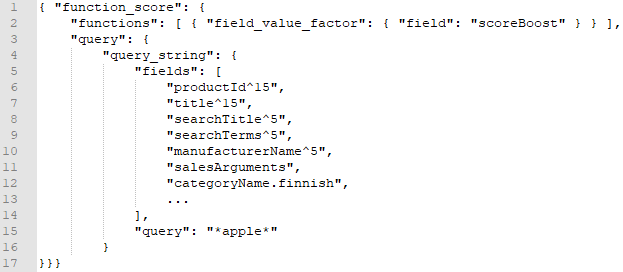 1 { "function_score": {
2     "functions": [ { "field_value_factor": { "field": "scoreBoost" } } ],
3     "query": {
4         "query_string": {
5             "fields": [
6                 "productId^15",
7                 "title^15",
8                 "searchTitle^5",
9                 "searchTerms^5",
10                 "manufacturerName^5",
11                 "salesArguments",
12                 "categoryName.finnish",
13                 ...
14             ],
15             "query": "*apple*"
16         }
17 }}}